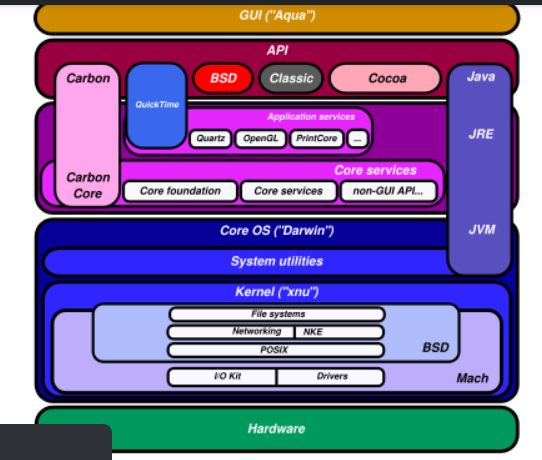 GUI ("Aqua")
API
Carbon
QuickTime
BSD
Classic
Cocoa
Java
Application services
Quartz
OpenGL
PrintCore
...
JRE
Core services
Carbon
Core
Core foundation
Core services
non-GUI API...
Core OS ("Darwin")
JVM
System utilities
Kernel ("xnu")
File systems
Networking
NKE
POSIX
BSD
I/O Kit
Drivers
Mach
Hardware